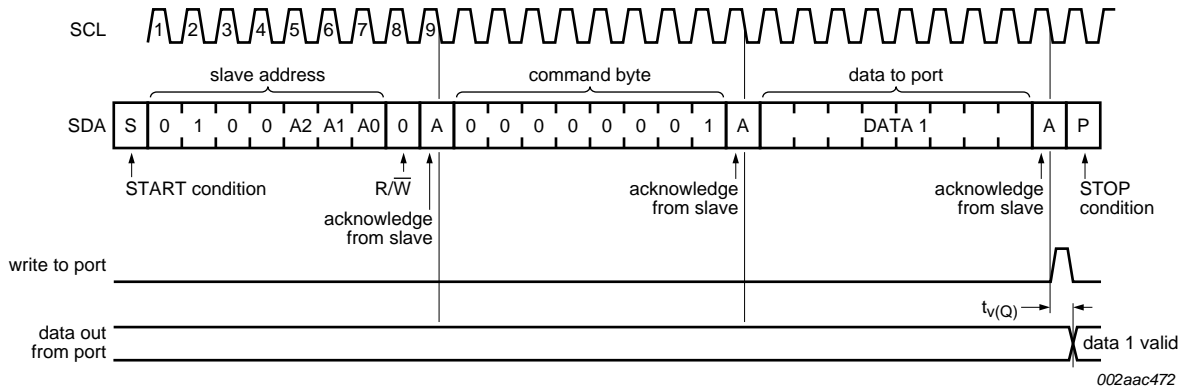 SCL 1 2 3 4 5 6 7 8 9
slave address command byte data to port
SDA S 0 1 0 0 A2 A1 A0 0 A 0 0 0 0 0 0 0 1 A DATA 1 A P
START condition R/W̅ acknowledge acknowledge STOP
from slave from slave condition
acknowledge
from slave
write to port
tv(Q)
data out
from port data 1 valid
002aac472